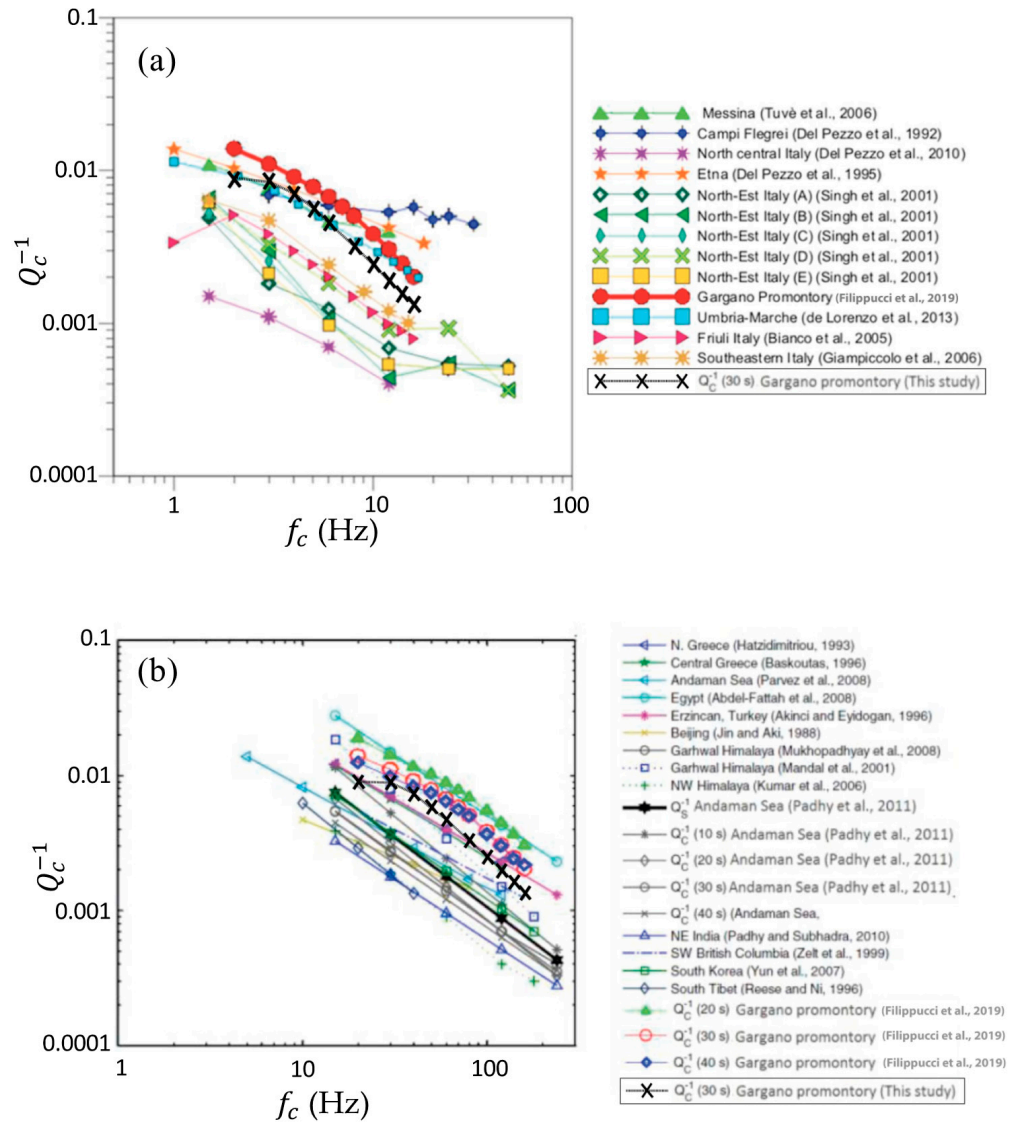 0.1
(a)
0.01
0.001
0.0001
Q_c^{-1}
1
10
100
f_c (Hz)
Messina (Tuvè et al., 2006)
Campi Flegrei (Del Pezzo et al., 1992)
North central Italy (Del Pezzo et al., 2010)
Etna (Del Pezzo et al., 1995)
North-Est Italy (A) (Singh et al., 2001)
North-Est Italy (B) (Singh et al., 2001)
North-Est Italy (C) (Singh et al., 2001)
North-Est Italy (D) (Singh et al., 2001)
North-Est Italy (E) (Singh et al., 2001)
Gargano Promontory (Filippucci et al., 2019)
Umbria-Marche (de Lorenzo et al., 2013)
Friuli Italy (Bianco et al., 2005)
Southeastern Italy (Giampiccolo et al., 2006)
Q_C^{-1} (30 s) Gargano promontory (This study)
0.1
(b)
0.01
0.001
0.0001
Q_c^{-1}
1
10
100
f_c (Hz)
N. Greece (Hatzidimitriou, 1993)
Central Greece (Baskoutas, 1996)
Andaman Sea (Parvez et al., 2008)
Egypt (Abdel-Fattah et al., 2008)
Erzincan, Turkey (Akinci and Eyidogan, 1996)
Beijing (Jin and Aki, 1988)
Garhwal Himalaya (Mukhopadhyay et al., 2008)
Garhwal Himalaya (Mandal et al., 2001)
NW Himalaya (Kumar et al., 2006)
Q_S^{-1} Andaman Sea (Padhy et al., 2011)
Q_C^{-1} (10 s) Andaman Sea (Padhy et al., 2011)
Q_C^{-1} (20 s) Andaman Sea (Padhy et al., 2011)
Q_C^{-1} (30 s) Andaman Sea (Padhy et al., 2011).
Q_C^{-1} (40 s) (Andaman Sea,
NE India (Padhy and Subhadra, 2010)
SW British Columbia (Zelt et al., 1999)
South Korea (Yun et al., 2007)
South Tibet (Reese and Ni, 1996)
Q_C^{-1} (20 s) Gargano promontory (Filippucci et al., 2019)
Q_C^{-1} (30 s) Gargano promontory (Filippucci et al., 2019)
Q_C^{-1} (40 s) Gargano promontory (Filippucci et al., 2019)
Q_C^{-1} (30 s) Gargano promontory (This study)